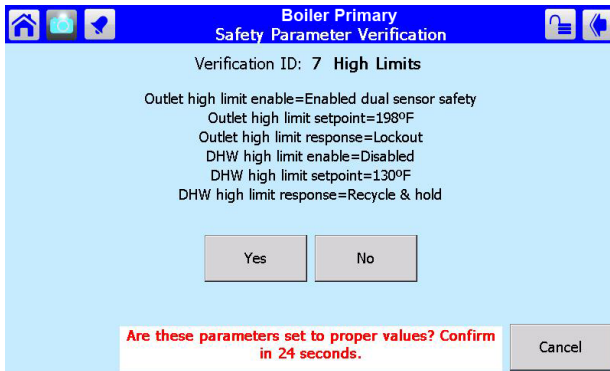 Boiler Primary
Safety Parameter Verification
Verification ID: 7 High Limits
Outlet high limit enable=Enabled dual sensor safety
Outlet high limit setpoint=198ºF
Outlet high limit response=Lockout
DHW high limit enable=Disabled
DHW high limit setpoint=130ºF
DHW high limit response=Recycle & hold
Yes No
Are these parameters set to proper values? Confirm
in 24 seconds.
Cancel